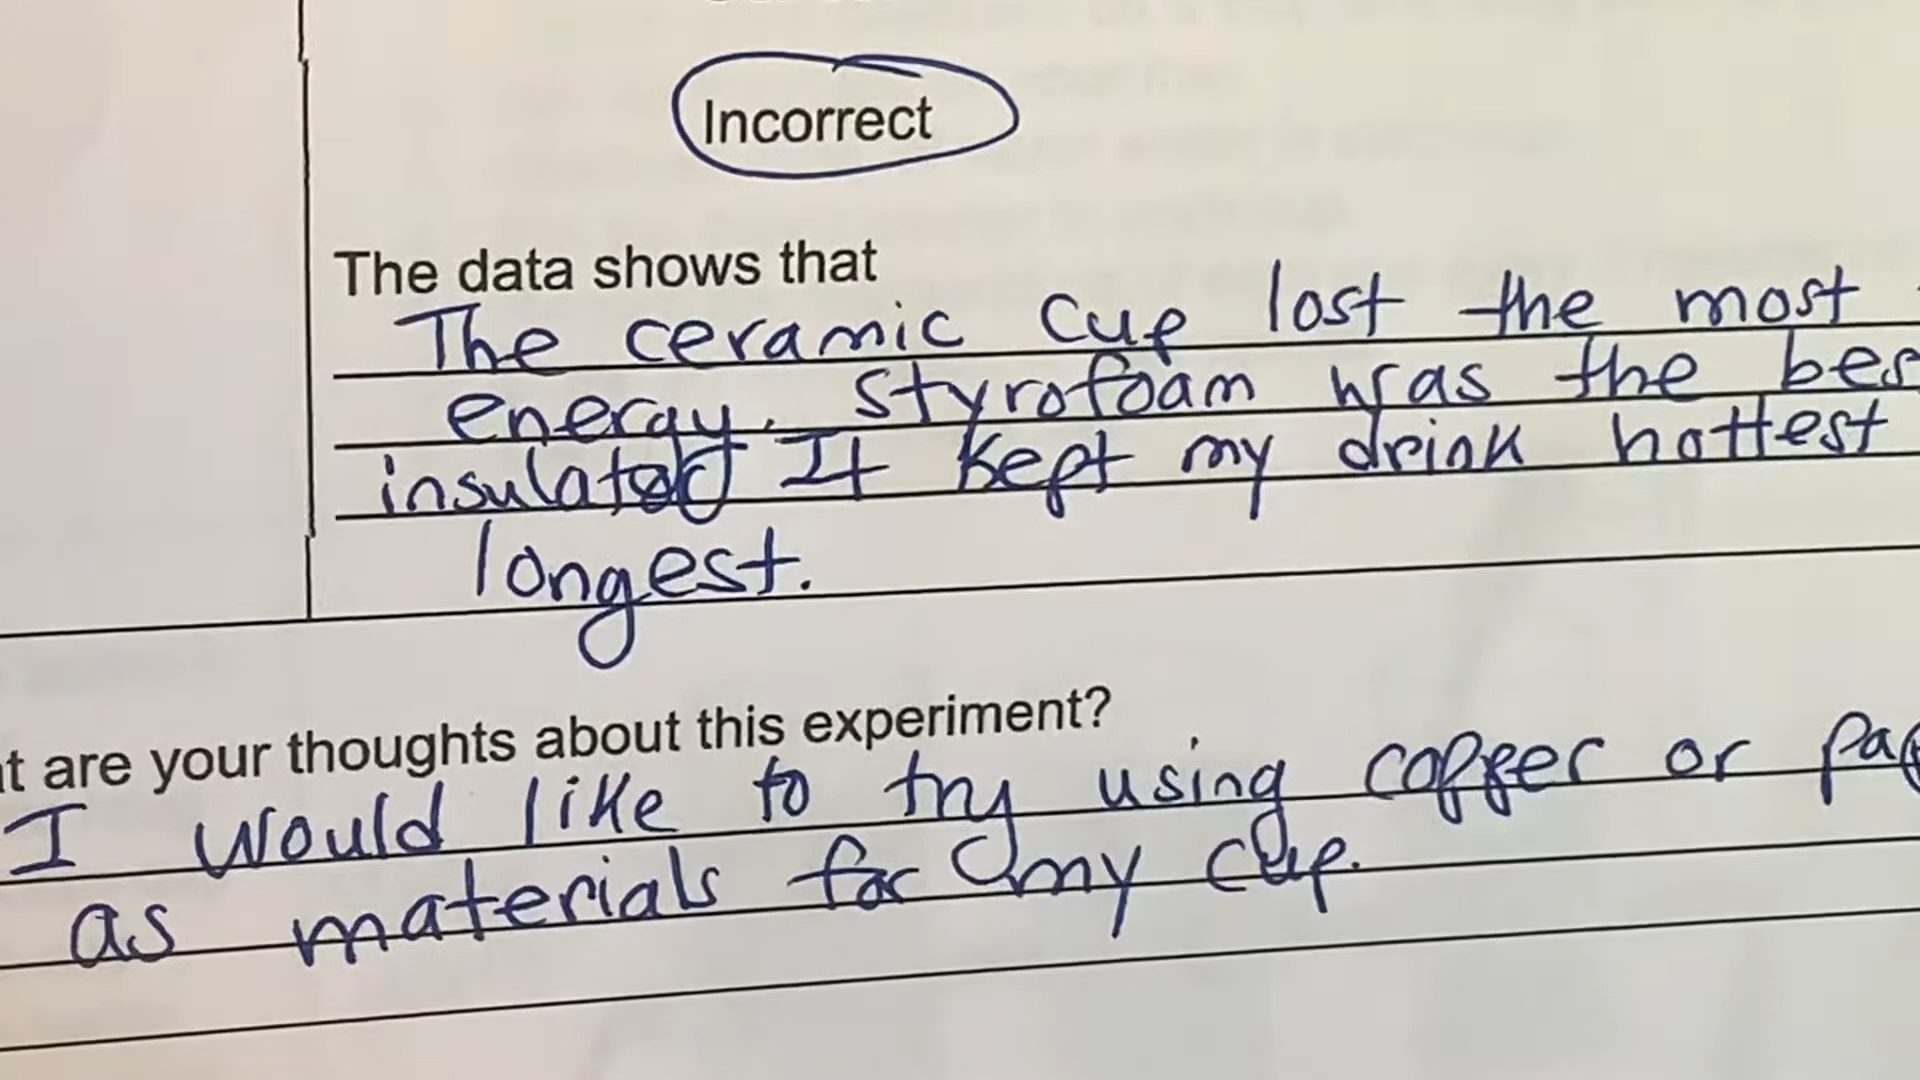 Incorrect
The data shows that
The ceramic cup lost the most
energy. Styrofoam was the bes
insulated It kept my drink hottest
longest.
t are your thoughts about this experiment?
I would like to try using copper or pa
as materials for my cup.